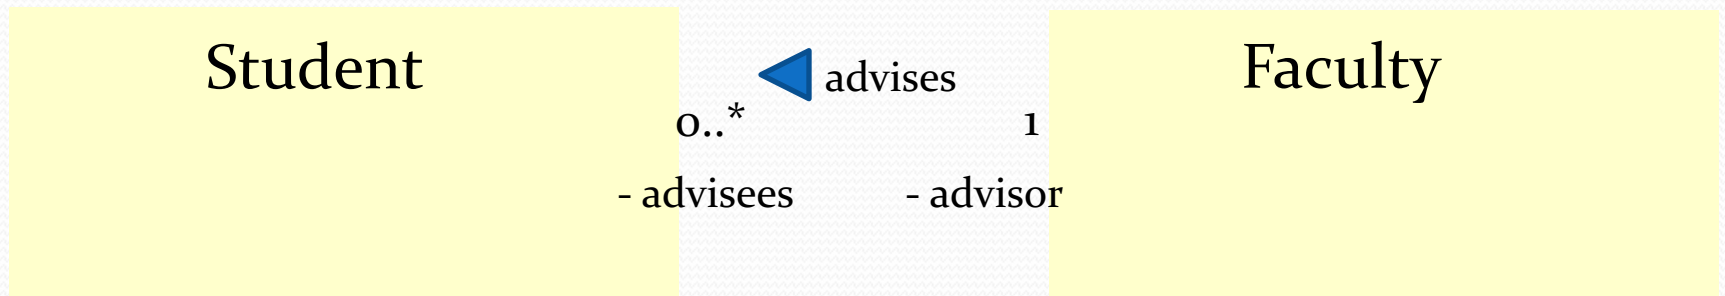 Student
advises
Faculty
0..*
1
- advisees
- advisor